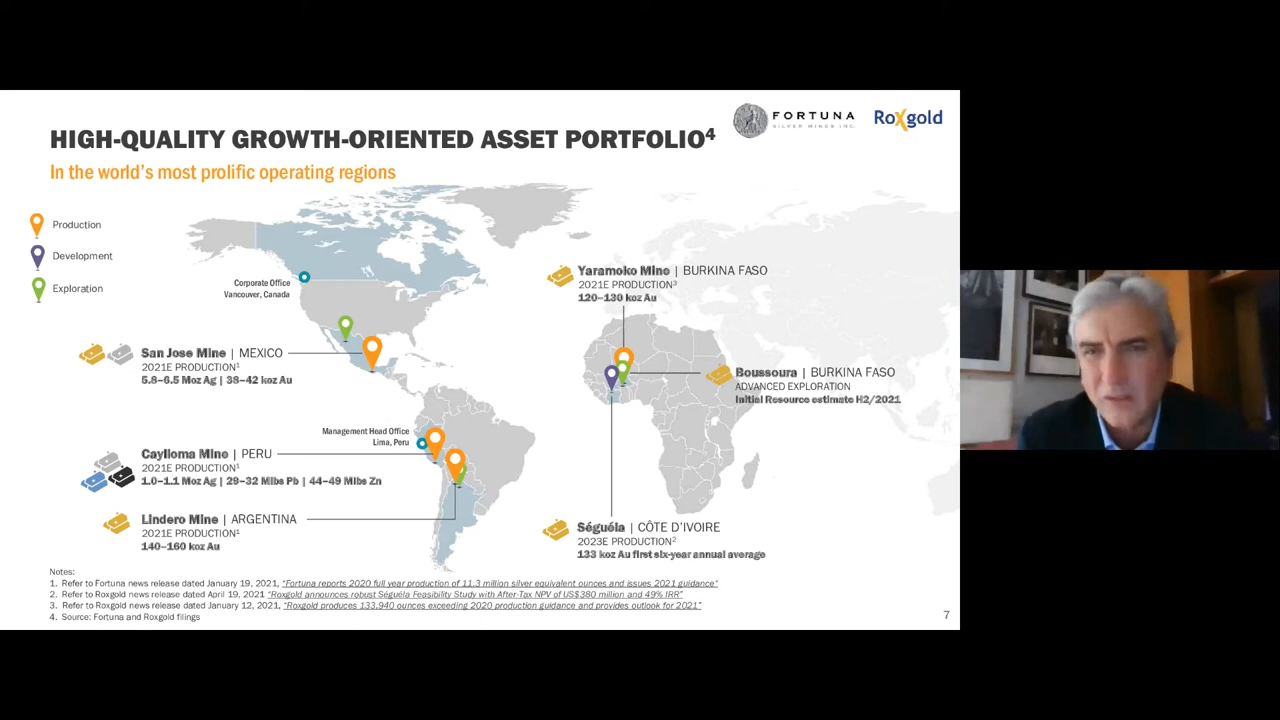 FORTUNA
SILVER MINES INC.
Roxgold
HIGH-QUALITY GROWTH-ORIENTED ASSET PORTFOLIO⁴
In the world's most prolific operating regions
Production
Development
Exploration
Corporate Office
Vancouver, Canada
San Jose Mine | MEXICO
2021E PRODUCTION¹
5.8–6.5 Moz Ag | 38–42 koz Au
Management Head Office
Lima, Peru
Caylloma Mine | PERU
2021E PRODUCTION¹
1.0–1.1 Moz Ag | 29–32 Mlbs Pb | 44–49 Mlbs Zn
Lindero Mine | ARGENTINA
2021E PRODUCTION¹
140–160 koz Au
Yaramoko Mine | BURKINA FASO
2021E PRODUCTION³
120–130 koz Au
Boussoura | BURKINA FASO
ADVANCED EXPLORATION
Initial Resource estimate H2/2021
Séguéla | CÔTE D'IVOIRE
2023E PRODUCTION²
133 koz Au first six-year annual average
Notes:
1. Refer to Fortuna news release dated January 19, 2021, "Fortuna reports 2020 full year production of 11.3 million silver equivalent ounces and issues 2021 guidance"
2. Refer to Roxgold news release dated April 19, 2021 "Roxgold announces robust Séguéla Feasibility Study with After-Tax NPV of US$380 million and 49% IRR"
3. Refer to Roxgold news release dated January 12, 2021, "Roxgold produces 133,940 ounces exceeding 2020 production guidance and provides outlook for 2021"
4. Source: Fortuna and Roxgold filings
7